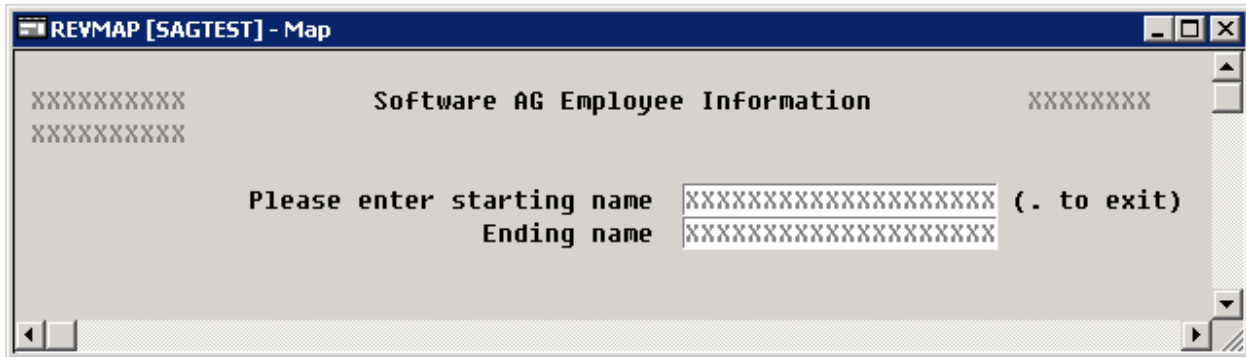 REVMAP [SAGTEST] - Map
XXXXXXXXXX Software AG Employee Information XXXXXXXX
XXXXXXXXXX
Please enter starting name XXXXXXXXXXXXXXXXXXXX (. to exit)
Ending name XXXXXXXXXXXXXXXXXXXX